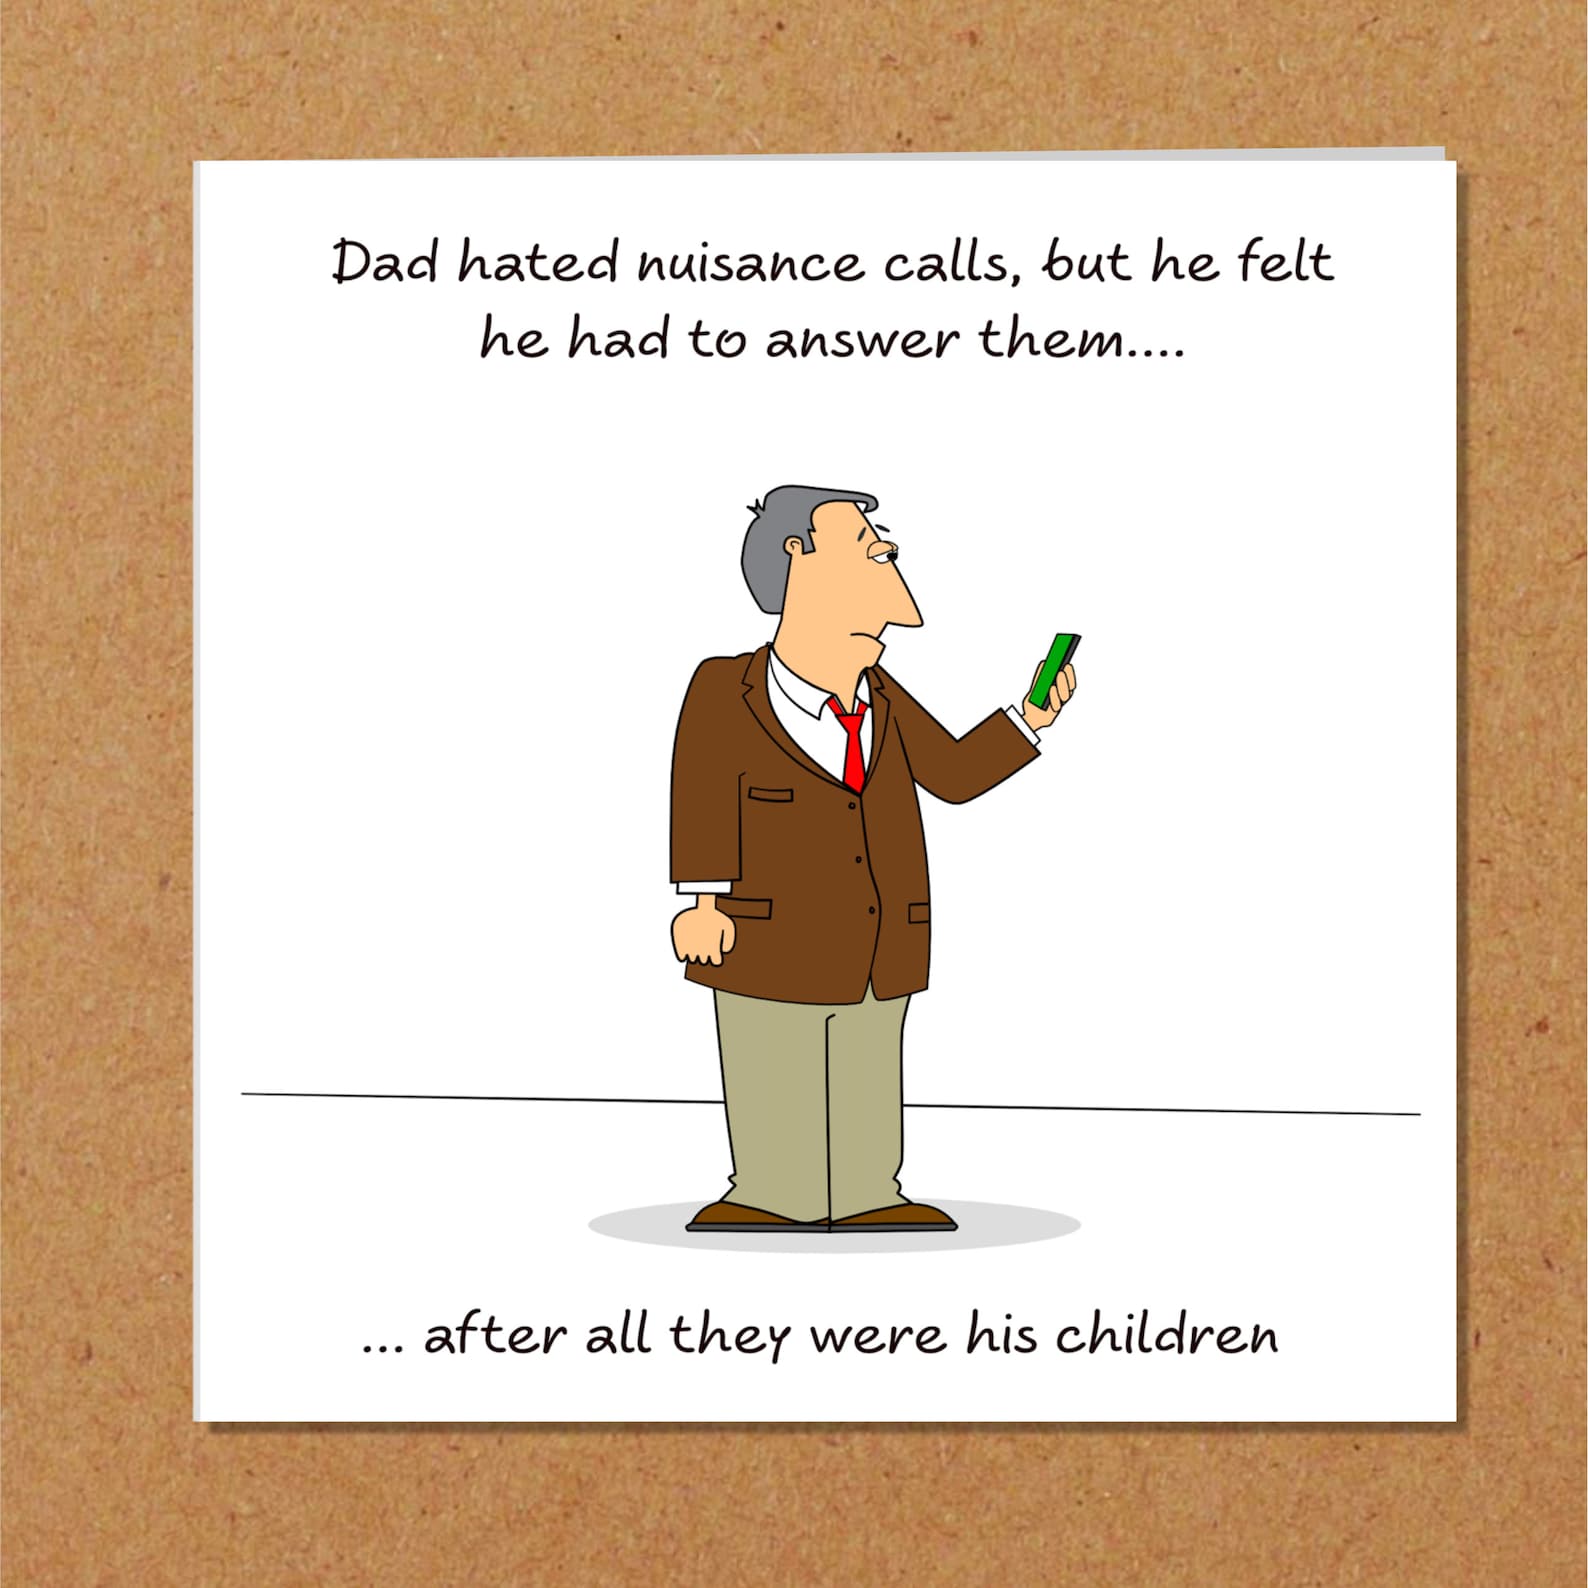 Dad hated nuisance calls, but he felt
he had to answer them....
... after all they were his children